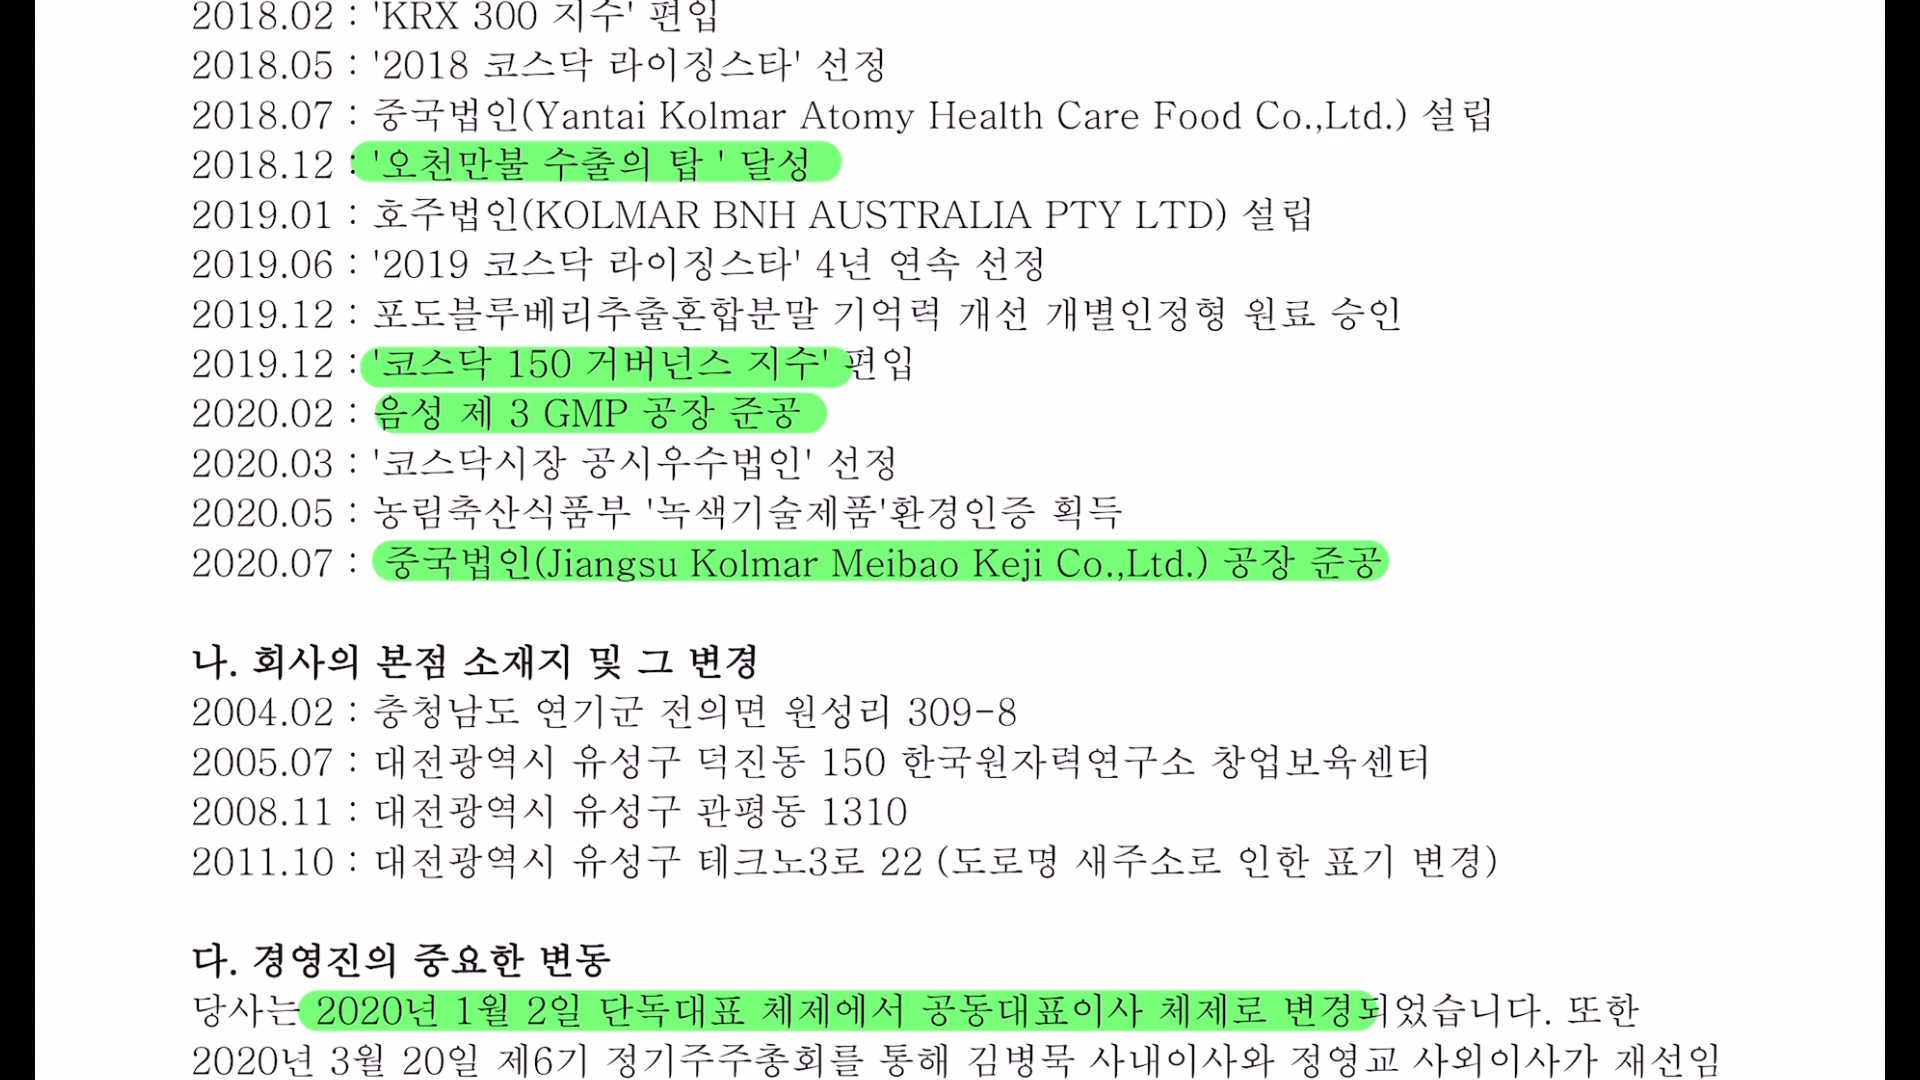 2018.02 : 'KRX 300 지수' 편입
2018.05 : '2018 코스닥 라이징스타' 선정
2018.07 : 중국법인(Yantai Kolmar Atomy Health Care Food Co.,Ltd.) 설립
2018.12 : '오천만불 수출의 탑 ' 달성
2019.01 : 호주법인(KOLMAR BNH AUSTRALIA PTY LTD) 설립
2019.06 : '2019 코스닥 라이징스타' 4년 연속 선정
2019.12 : 포도블루베리추출혼합분말 기억력 개선 개별인정형 원료 승인
2019.12 : '코스닥 150 거버넌스 지수' 편입
2020.02 : 음성 제 3 GMP 공장 준공
2020.03 : '코스닥시장 공시우수법인' 선정
2020.05 : 농림축산식품부 '녹색기술제품'환경인증 획득
2020.07 : 중국법인(Jiangsu Kolmar Meibao Keji Co.,Ltd.) 공장 준공
나. 회사의 본점 소재지 및 그 변경
2004.02 : 충청남도 연기군 전의면 원성리 309-8
2005.07 : 대전광역시 유성구 덕진동 150 한국원자력연구소 창업보육센터
2008.11 : 대전광역시 유성구 관평동 1310
2011.10 : 대전광역시 유성구 테크노3로 22 (도로명 새주소로 인한 표기 변경)
다. 경영진의 중요한 변동
당사는 2020년 1월 2일 단독대표 체제에서 공동대표이사 체제로 변경되었습니다. 또한
2020년 3월 20일 제6기 정기주주총회를 통해 김병묵 사내이사와 정영교 사외이사가 재선임